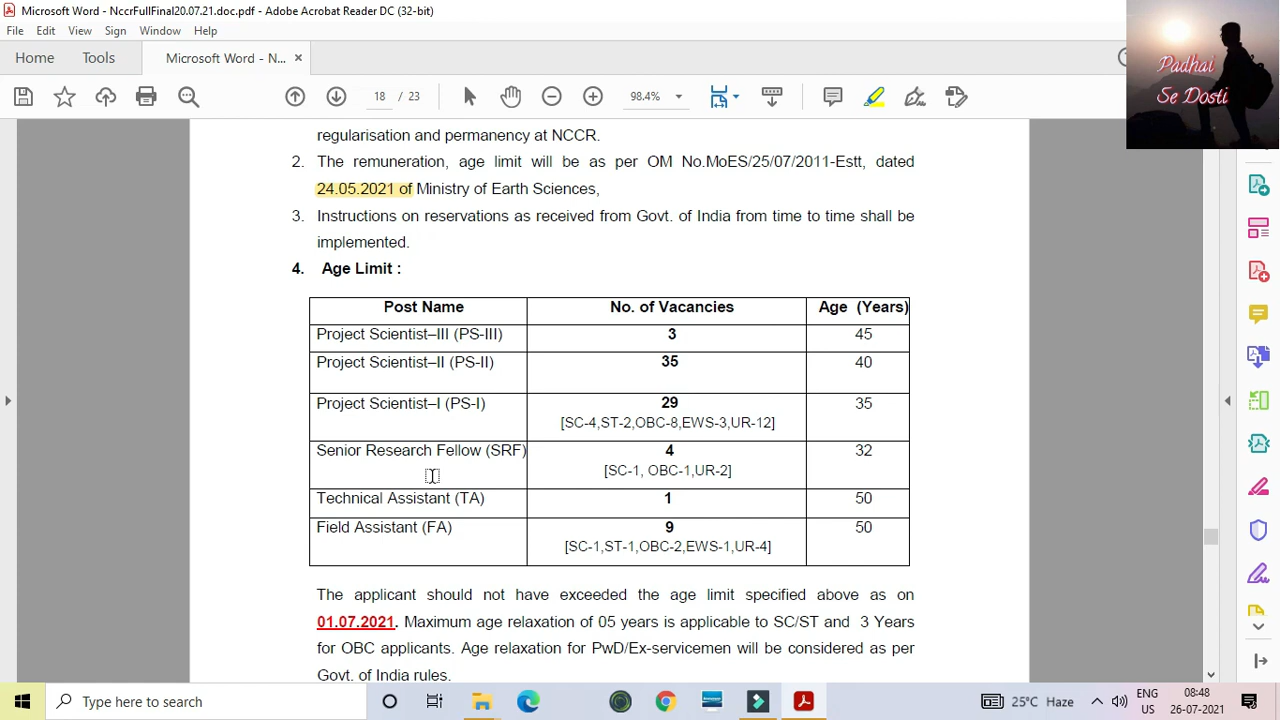 Microsoft Word - NccrFullFinal20.07.21.doc.pdf - Adobe Acrobat Reader DC (32-bit)
File Edit View Sign Window Help
Home Tools Microsoft Word - N... ×
18 / 23 98.4%
Padhai
Se Dosti
regularisation and permanency at NCCR.
2. The remuneration, age limit will be as per OM No.MoES/25/07/2011-Estt, dated
24.05.2021 of Ministry of Earth Sciences,
3. Instructions on reservations as received from Govt. of India from time to time shall be
implemented.
4. Age Limit :
Post Name No. of Vacancies Age (Years)
Project Scientist–III (PS-III) 3 45
Project Scientist–II (PS-II) 35 40
Project Scientist–I (PS-I) 29 35
[SC-4,ST-2,OBC-8,EWS-3,UR-12]
Senior Research Fellow (SRF) 4 32
[SC-1, OBC-1,UR-2]
Technical Assistant (TA) 1 50
Field Assistant (FA) 9 50
[SC-1,ST-1,OBC-2,EWS-1,UR-4]
The applicant should not have exceeded the age limit specified above as on
01.07.2021. Maximum age relaxation of 05 years is applicable to SC/ST and 3 Years
for OBC applicants. Age relaxation for PwD/Ex-servicemen will be considered as per
Govt. of India rules.
Type here to search
25°C Haze
ENG
US
08:48
26-07-2021